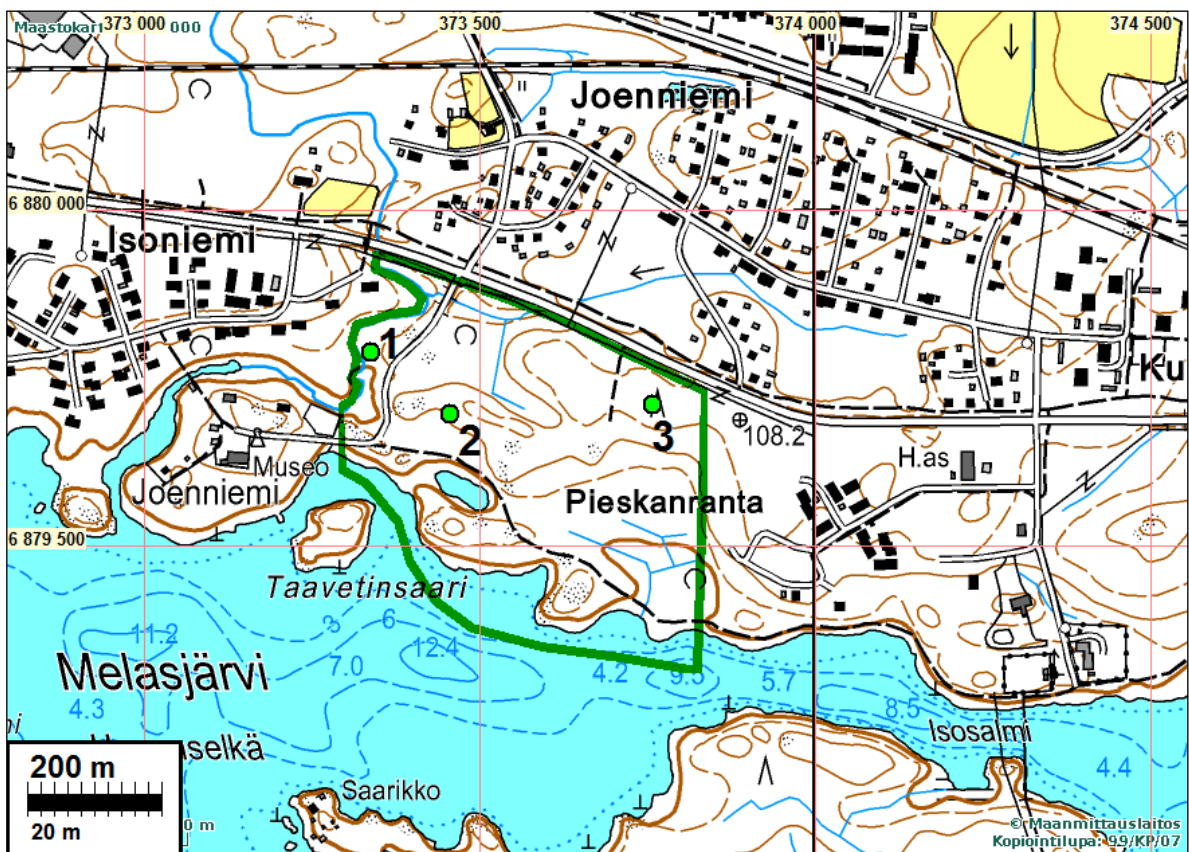 Maastokart
000
373 000
373 500
374 000
374 500
Joenniemi
6 880 000
Isoniemi
1
2
3
108.2
Ku
H.as
Museo
Joenniemi
Pieskanranta
6 879 500
Taavetinsaari
11.2
3
6
12.4
7.0
4.2
9.5
5.7
8.5
Melasjärvi
4.3
selkä
Isosalmi
4.4
200 m
20 m
0 m
Saarikko
© Maanmittauslaitos
Kopiointilupa: 99/KP/07